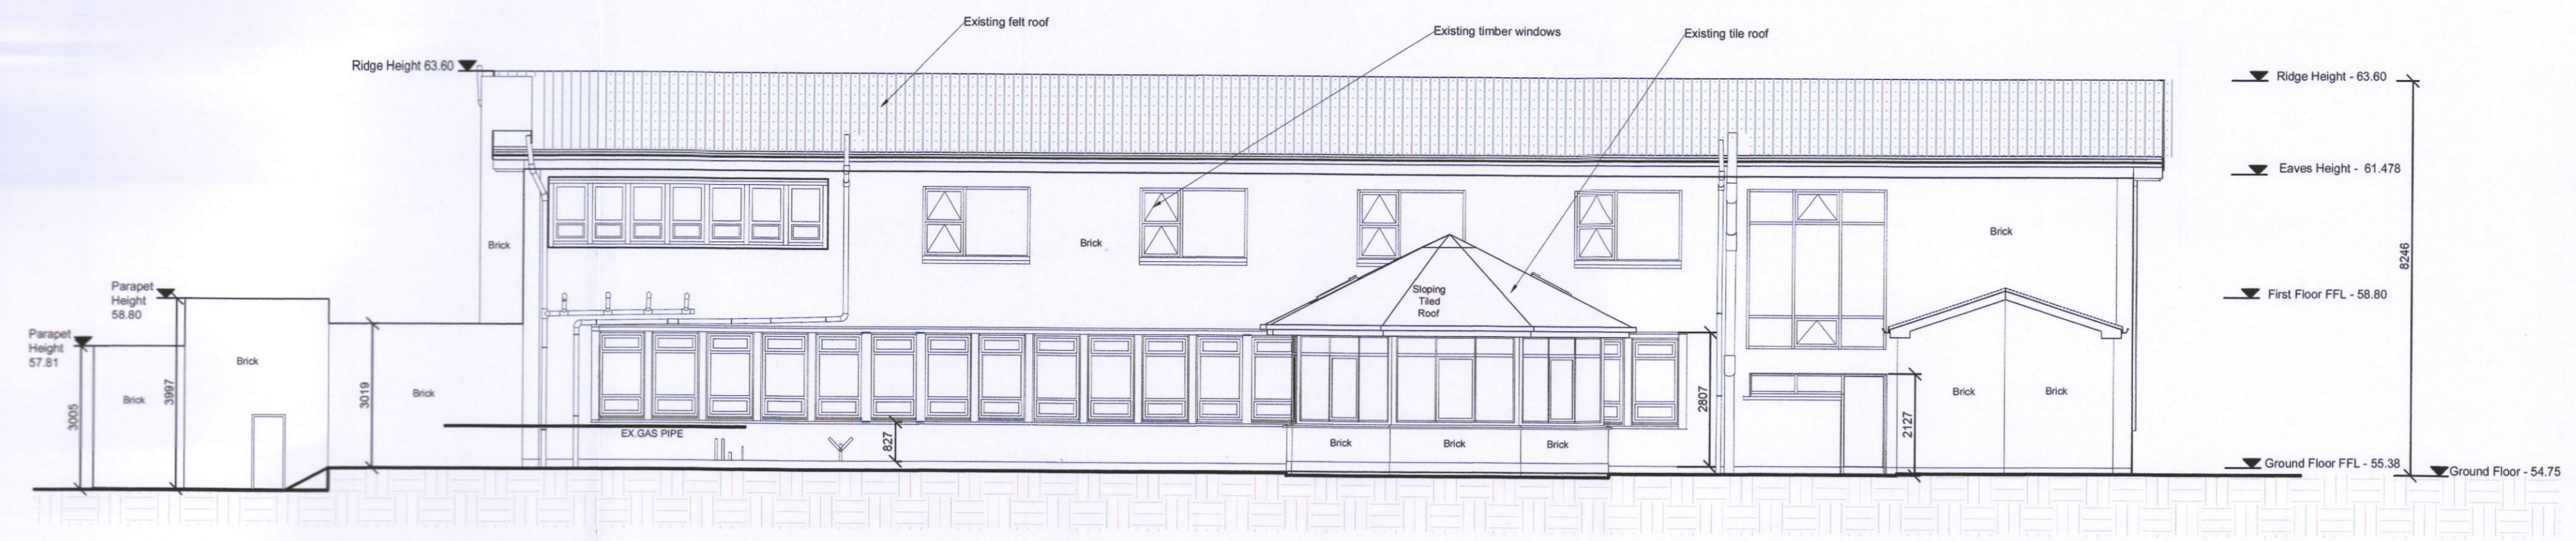 Existing felt roof
Existing timber windows
Existing tile roof
Ridge Height 63.60
Ridge Height - 63.60
Eaves Height - 61.478
Brick
Brick
Brick
8246
Parapet
Height
58.80
First Floor FFL - 58.80
Sloping
Tiled
Roof
Parapet
Height
57.81
Brick
Brick
3997
3005
3019
Brick
2807
Brick
Brick
2127
EX.GAS PIPE
827
Brick
Brick
Brick
Ground Floor FFL - 55.38
Ground Floor - 54.75